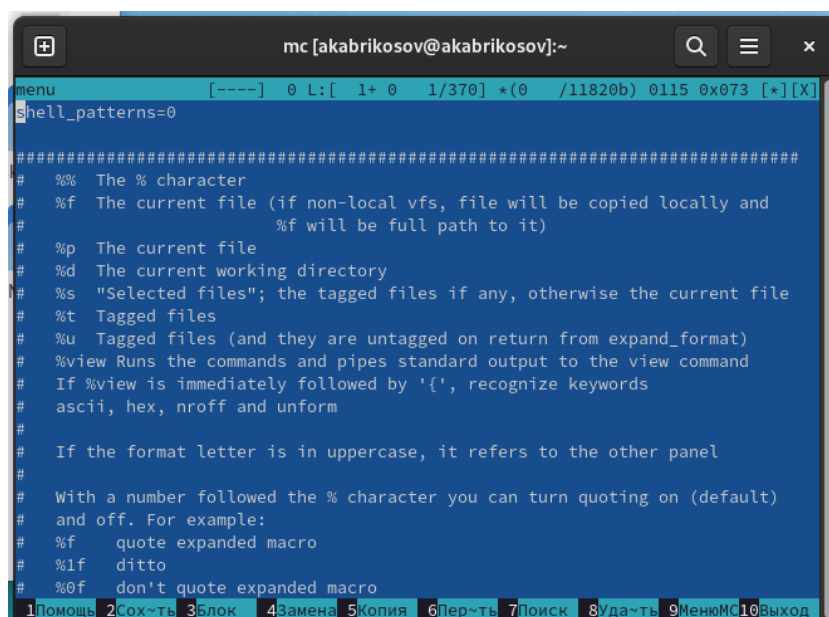 mc [akabrikosov@akabrikosov]:~
menu [----] 0 L:[ 1+ 0 1/370] *(0 /11820b) 0115 0x073 [*][X]
shell_patterns=0
##############################################################################
# %% The % character
# %f The current file (if non-local vfs, file will be copied locally and
# %f will be full path to it)
# %p The current file
# %d The current working directory
# %s "Selected files"; the tagged files if any, otherwise the current file
# %t Tagged files
# %u Tagged files (and they are untagged on return from expand_format)
# %view Runs the commands and pipes standard output to the view command
# If %view is immediately followed by '{', recognize keywords
# ascii, hex, nroff and unform
#
# If the format letter is in uppercase, it refers to the other panel
#
# With a number followed the % character you can turn quoting on (default)
# and off. For example:
# %f quote expanded macro
# %1f ditto
# %0f don't quote expanded macro
1Помощь 2Сох~ть 3Блок 4Замена 5Копия 6Пер~ть 7Поиск 8Уда~ть 9МенюМС 10Выход